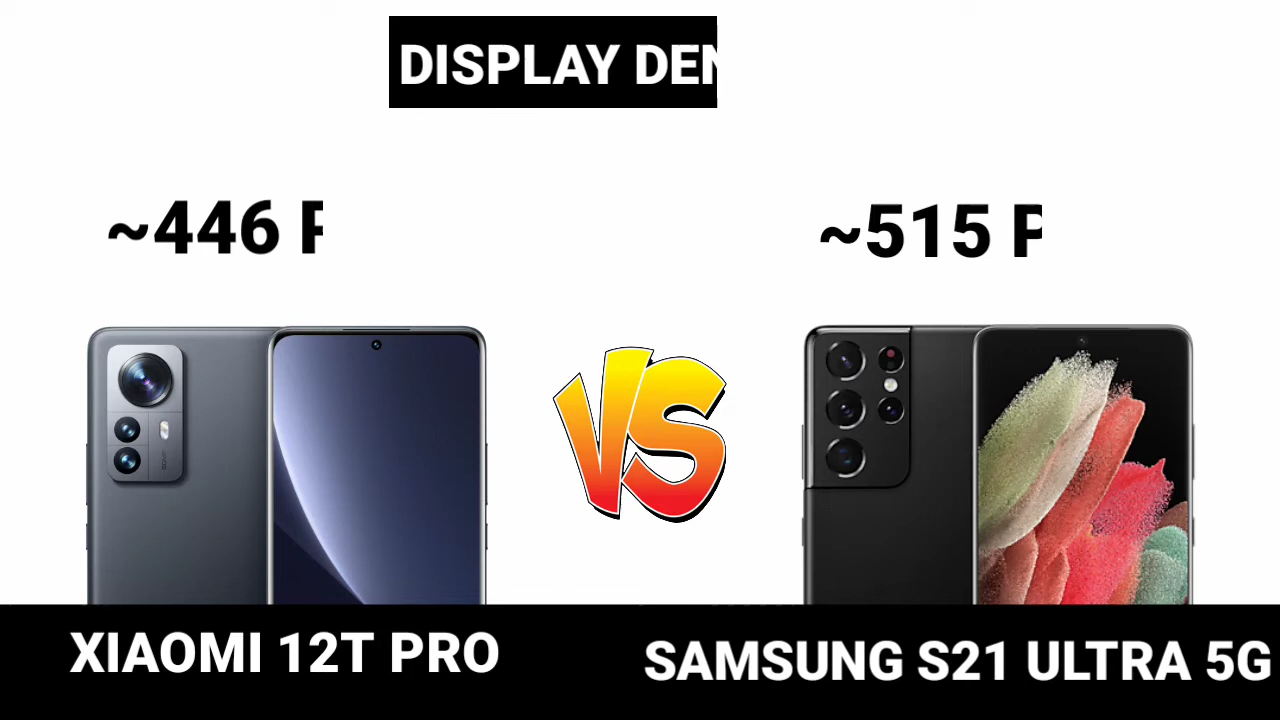 DISPLAY DEN
~446 P
~515 P
VS
XIAOMI 12T PRO
SAMSUNG S21 ULTRA 5G